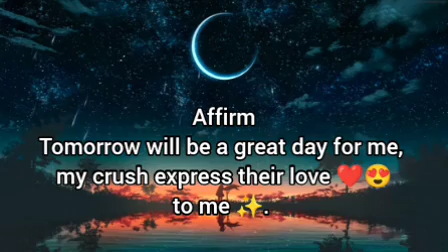 Affirm
Tomorrow will be a great day for me,
my crush express their love ❤️😍
to me ✨.